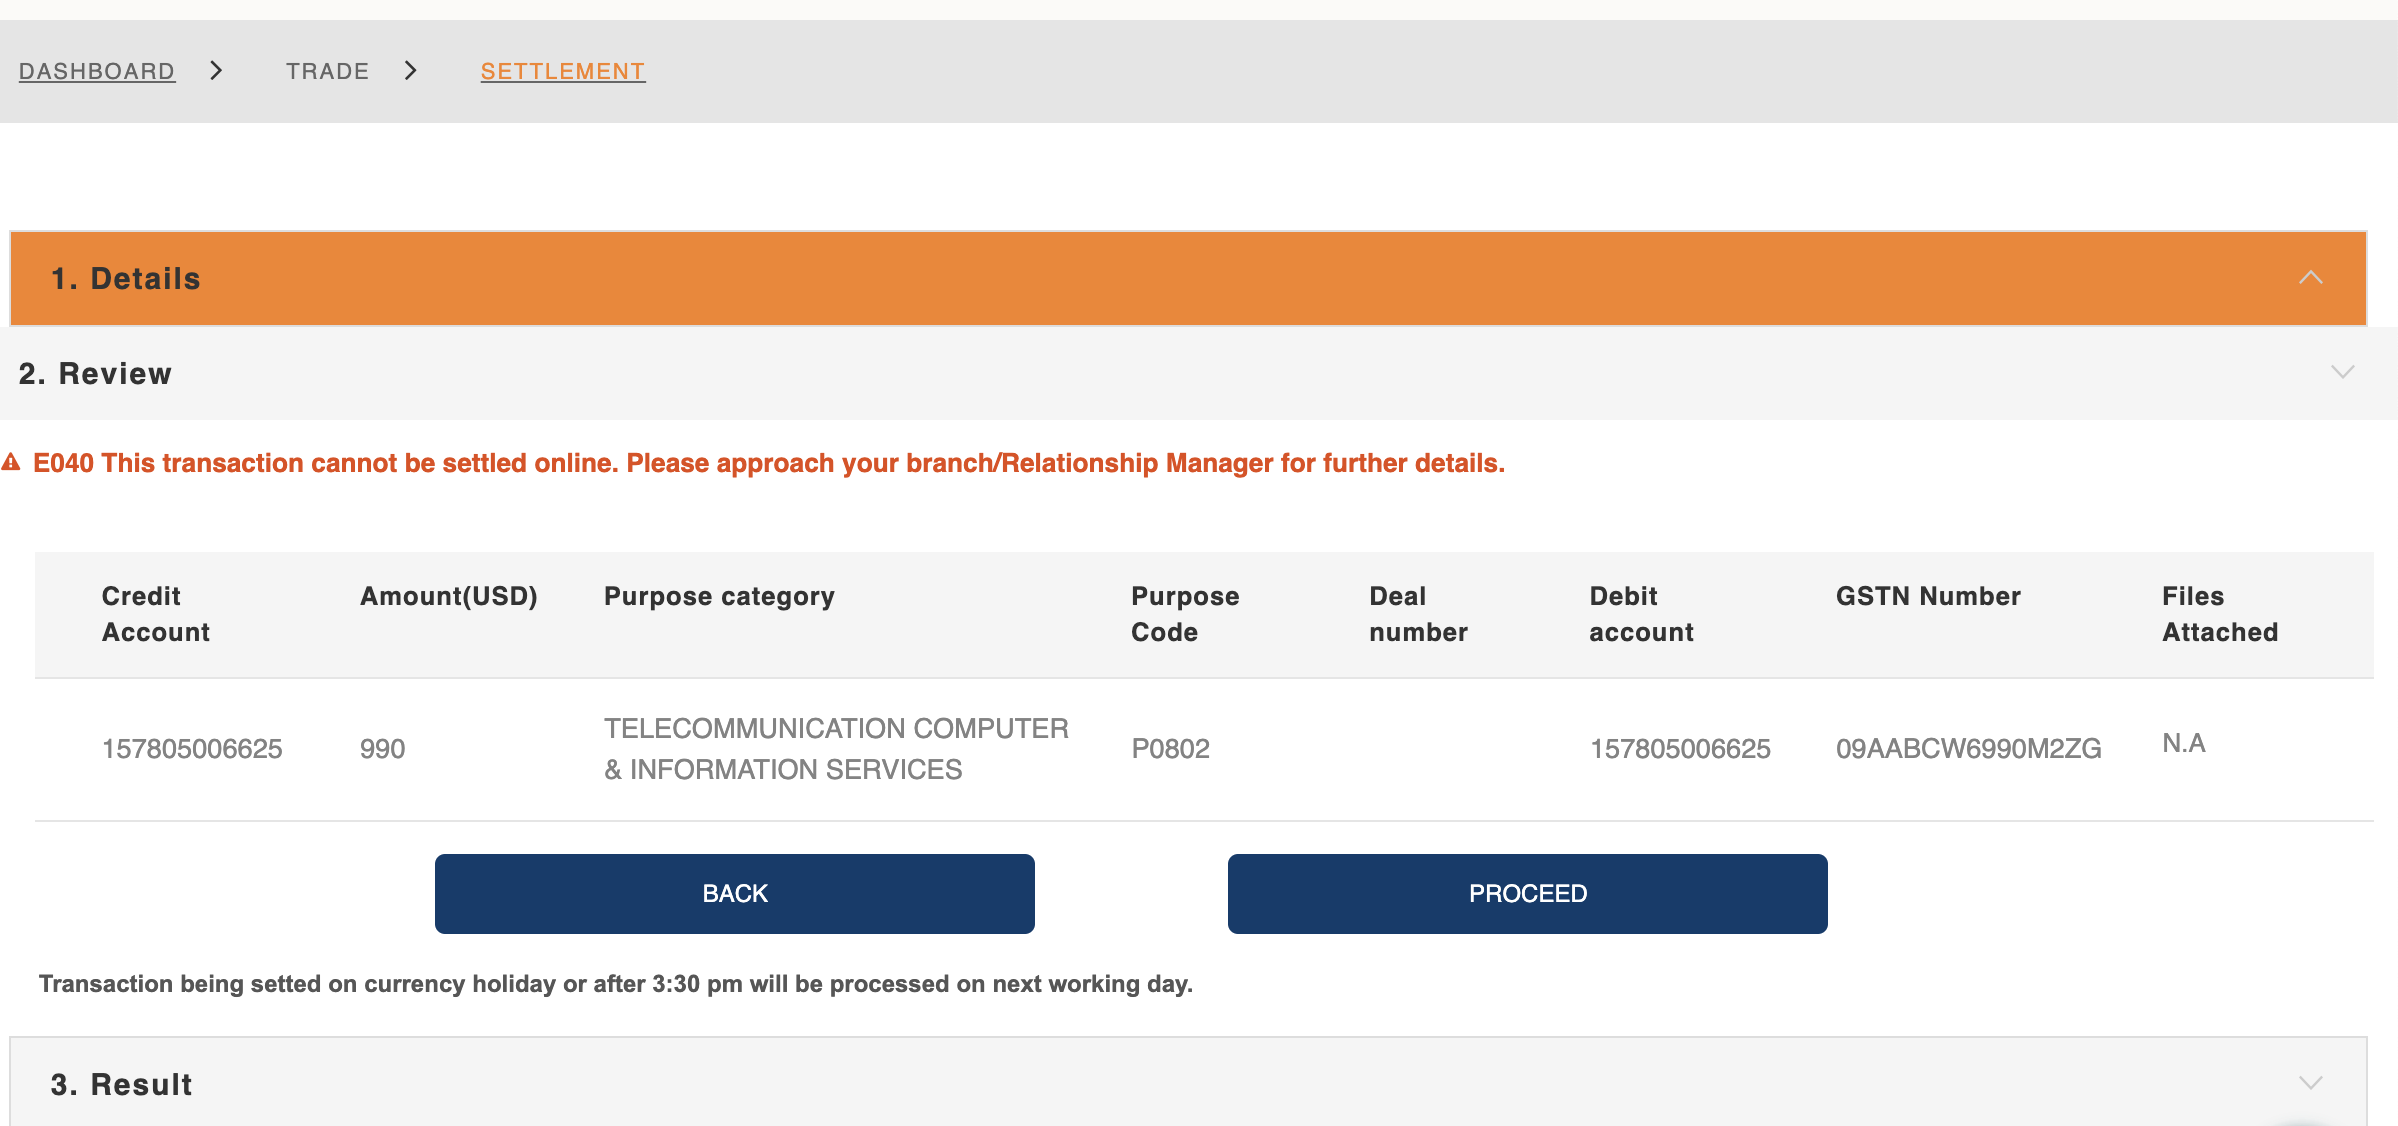 DASHBOARD > TRADE > SETTLEMENT
1. Details
2. Review
E040 This transaction cannot be settled online. Please approach your branch/Relationship Manager for further details.
Credit Account Amount(USD) Purpose category Purpose Code Deal number Debit account GSTN Number Files Attached
157805006625 990 TELECOMMUNICATION COMPUTER & INFORMATION SERVICES P0802 157805006625 09AABCW6990M2ZG N.A
BACK PROCEED
Transaction being setted on currency holiday or after 3:30 pm will be processed on next working day.
3. Result